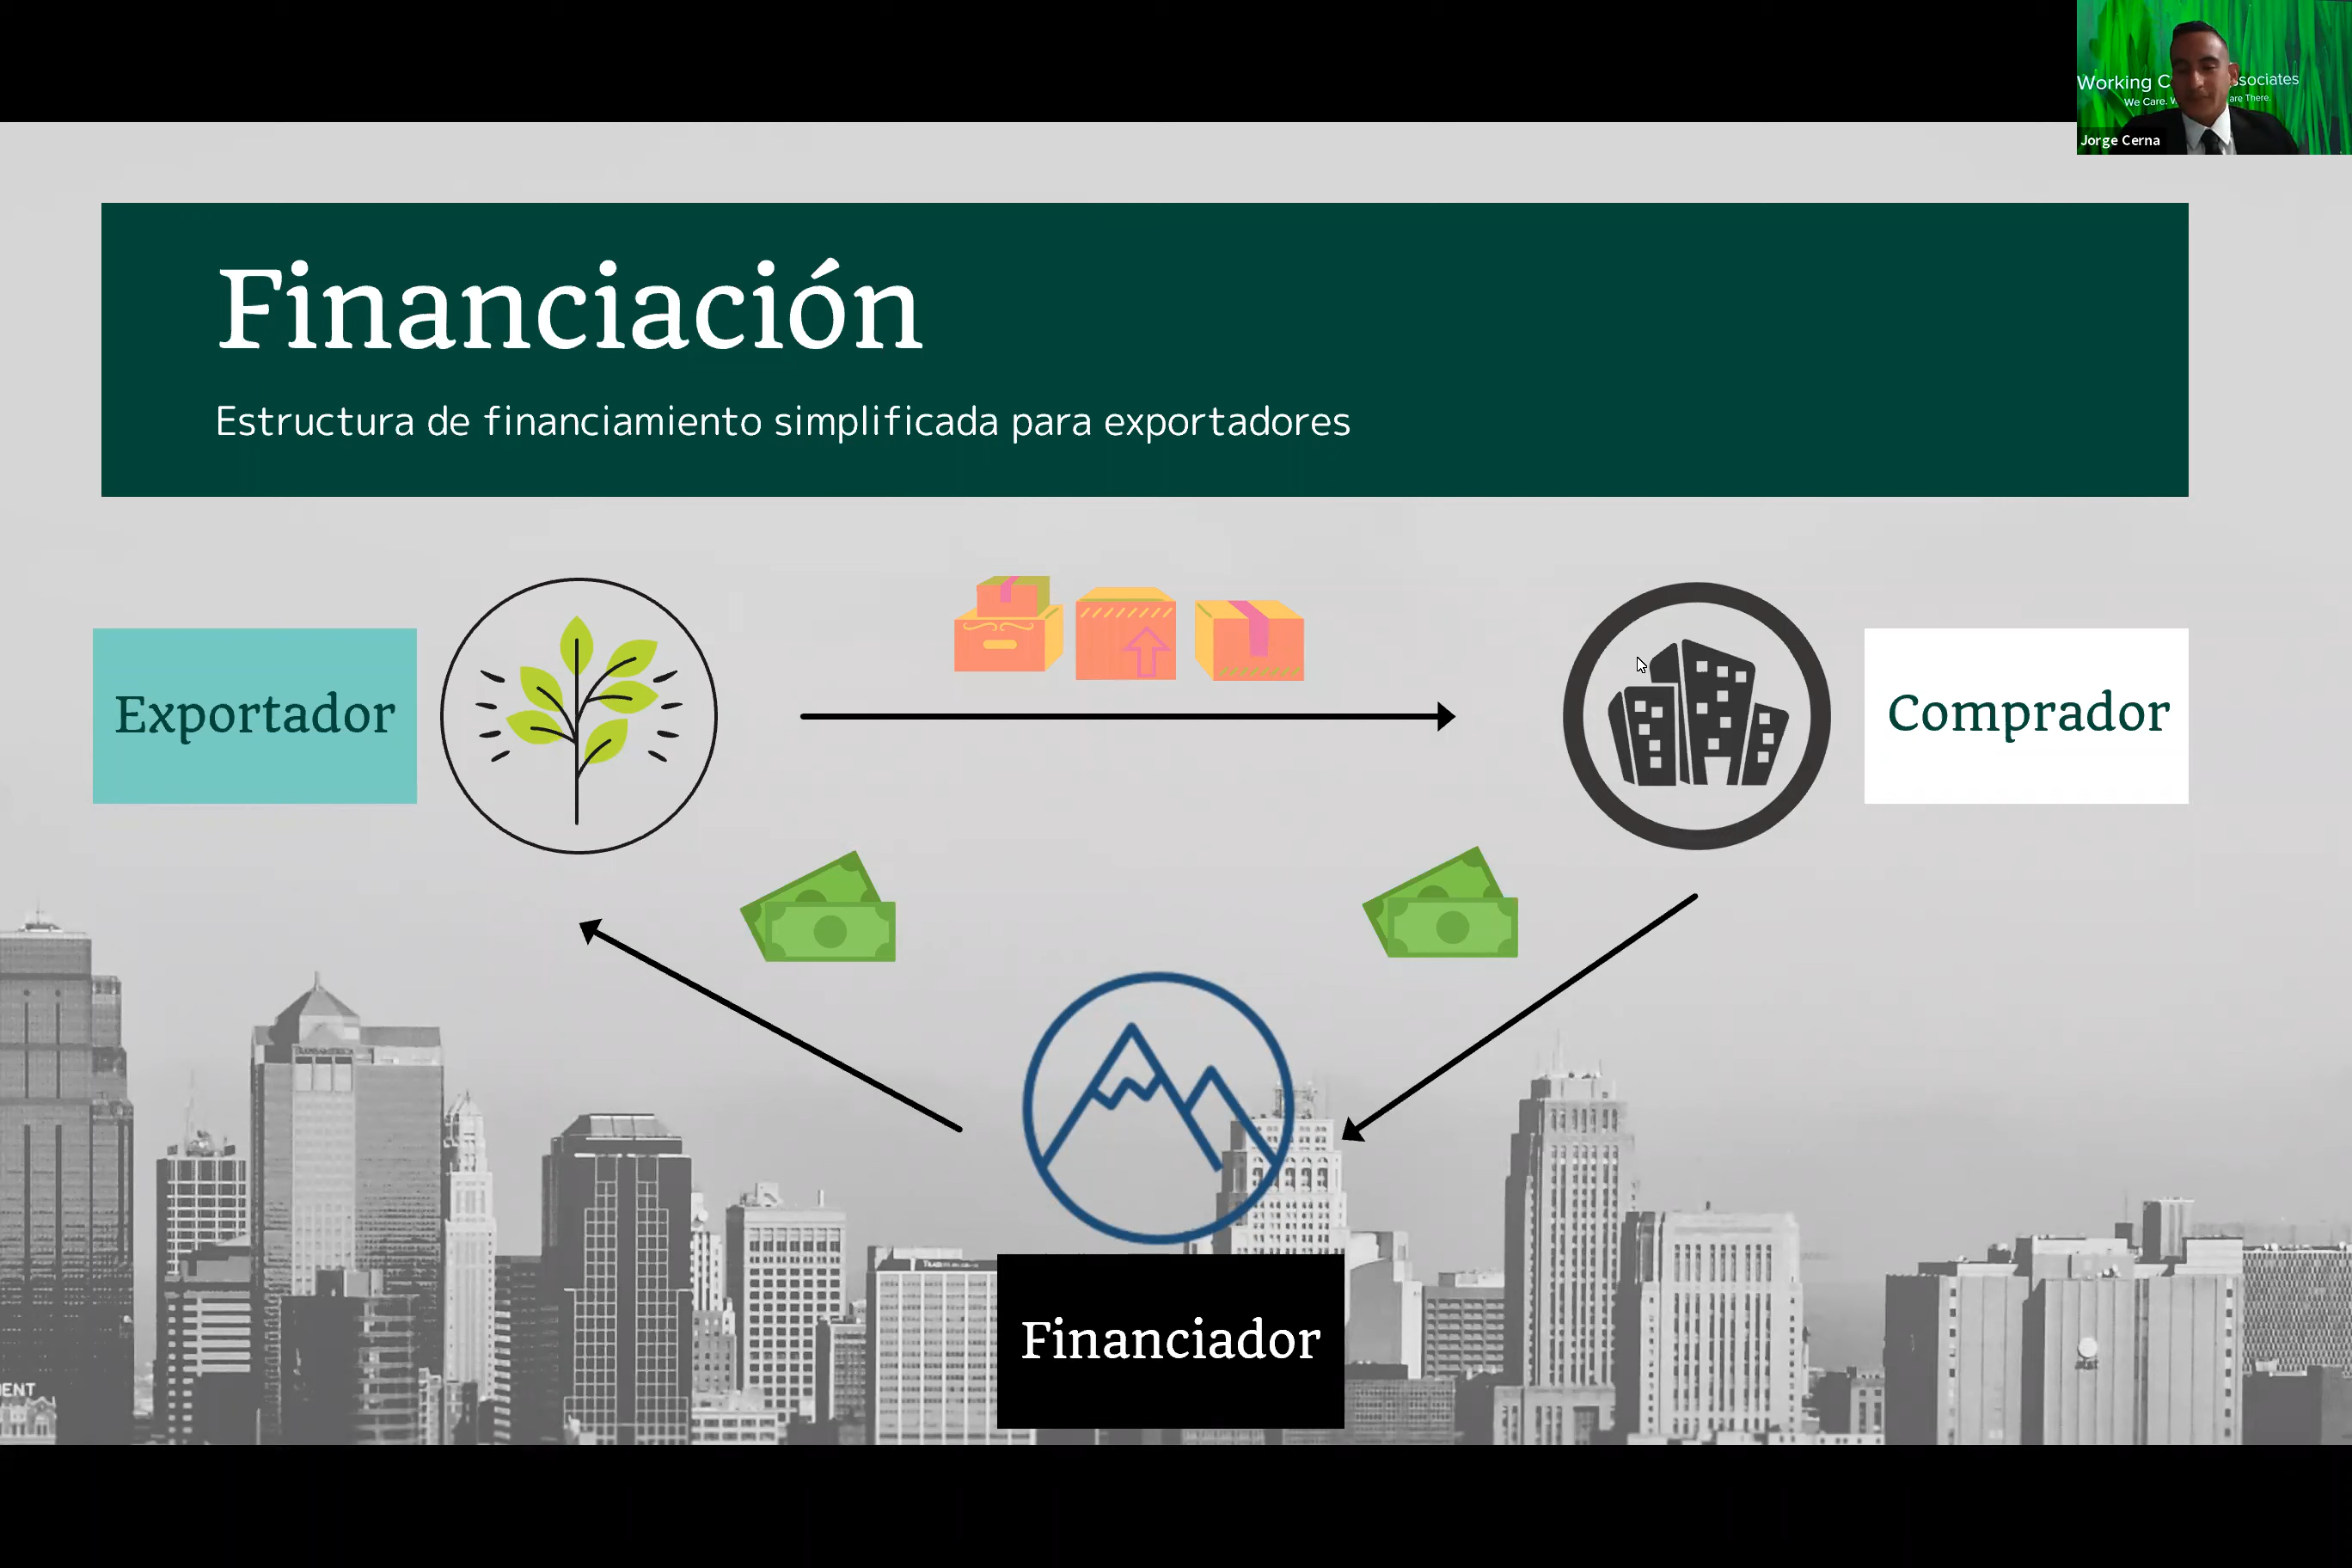 Working C ssociates
We Care. W are There.
Jorge Cerna
Financiación
Estructura de financiamiento simplificada para exportadores
Exportador
Comprador
Financiador